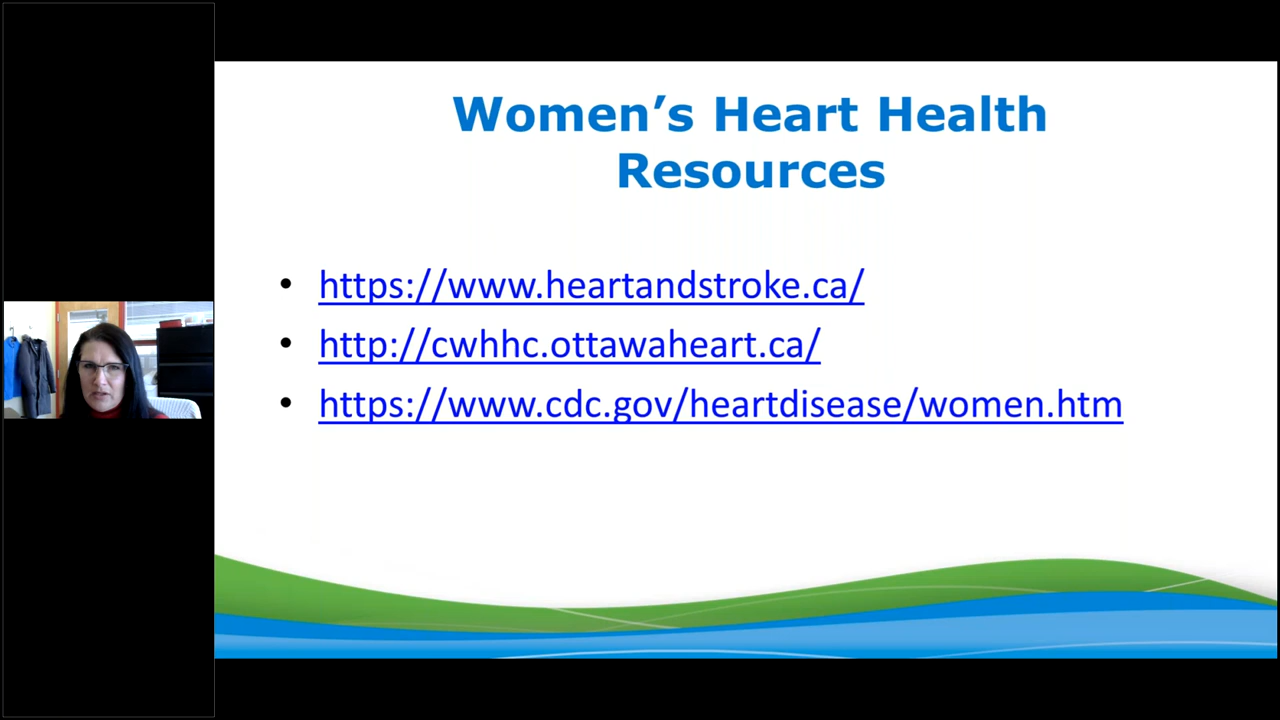 Women’s Heart Health
Resources
• https://www.heartandstroke.ca/
• http://cwhhc.ottawaheart.ca/
• https://www.cdc.gov/heartdisease/women.htm